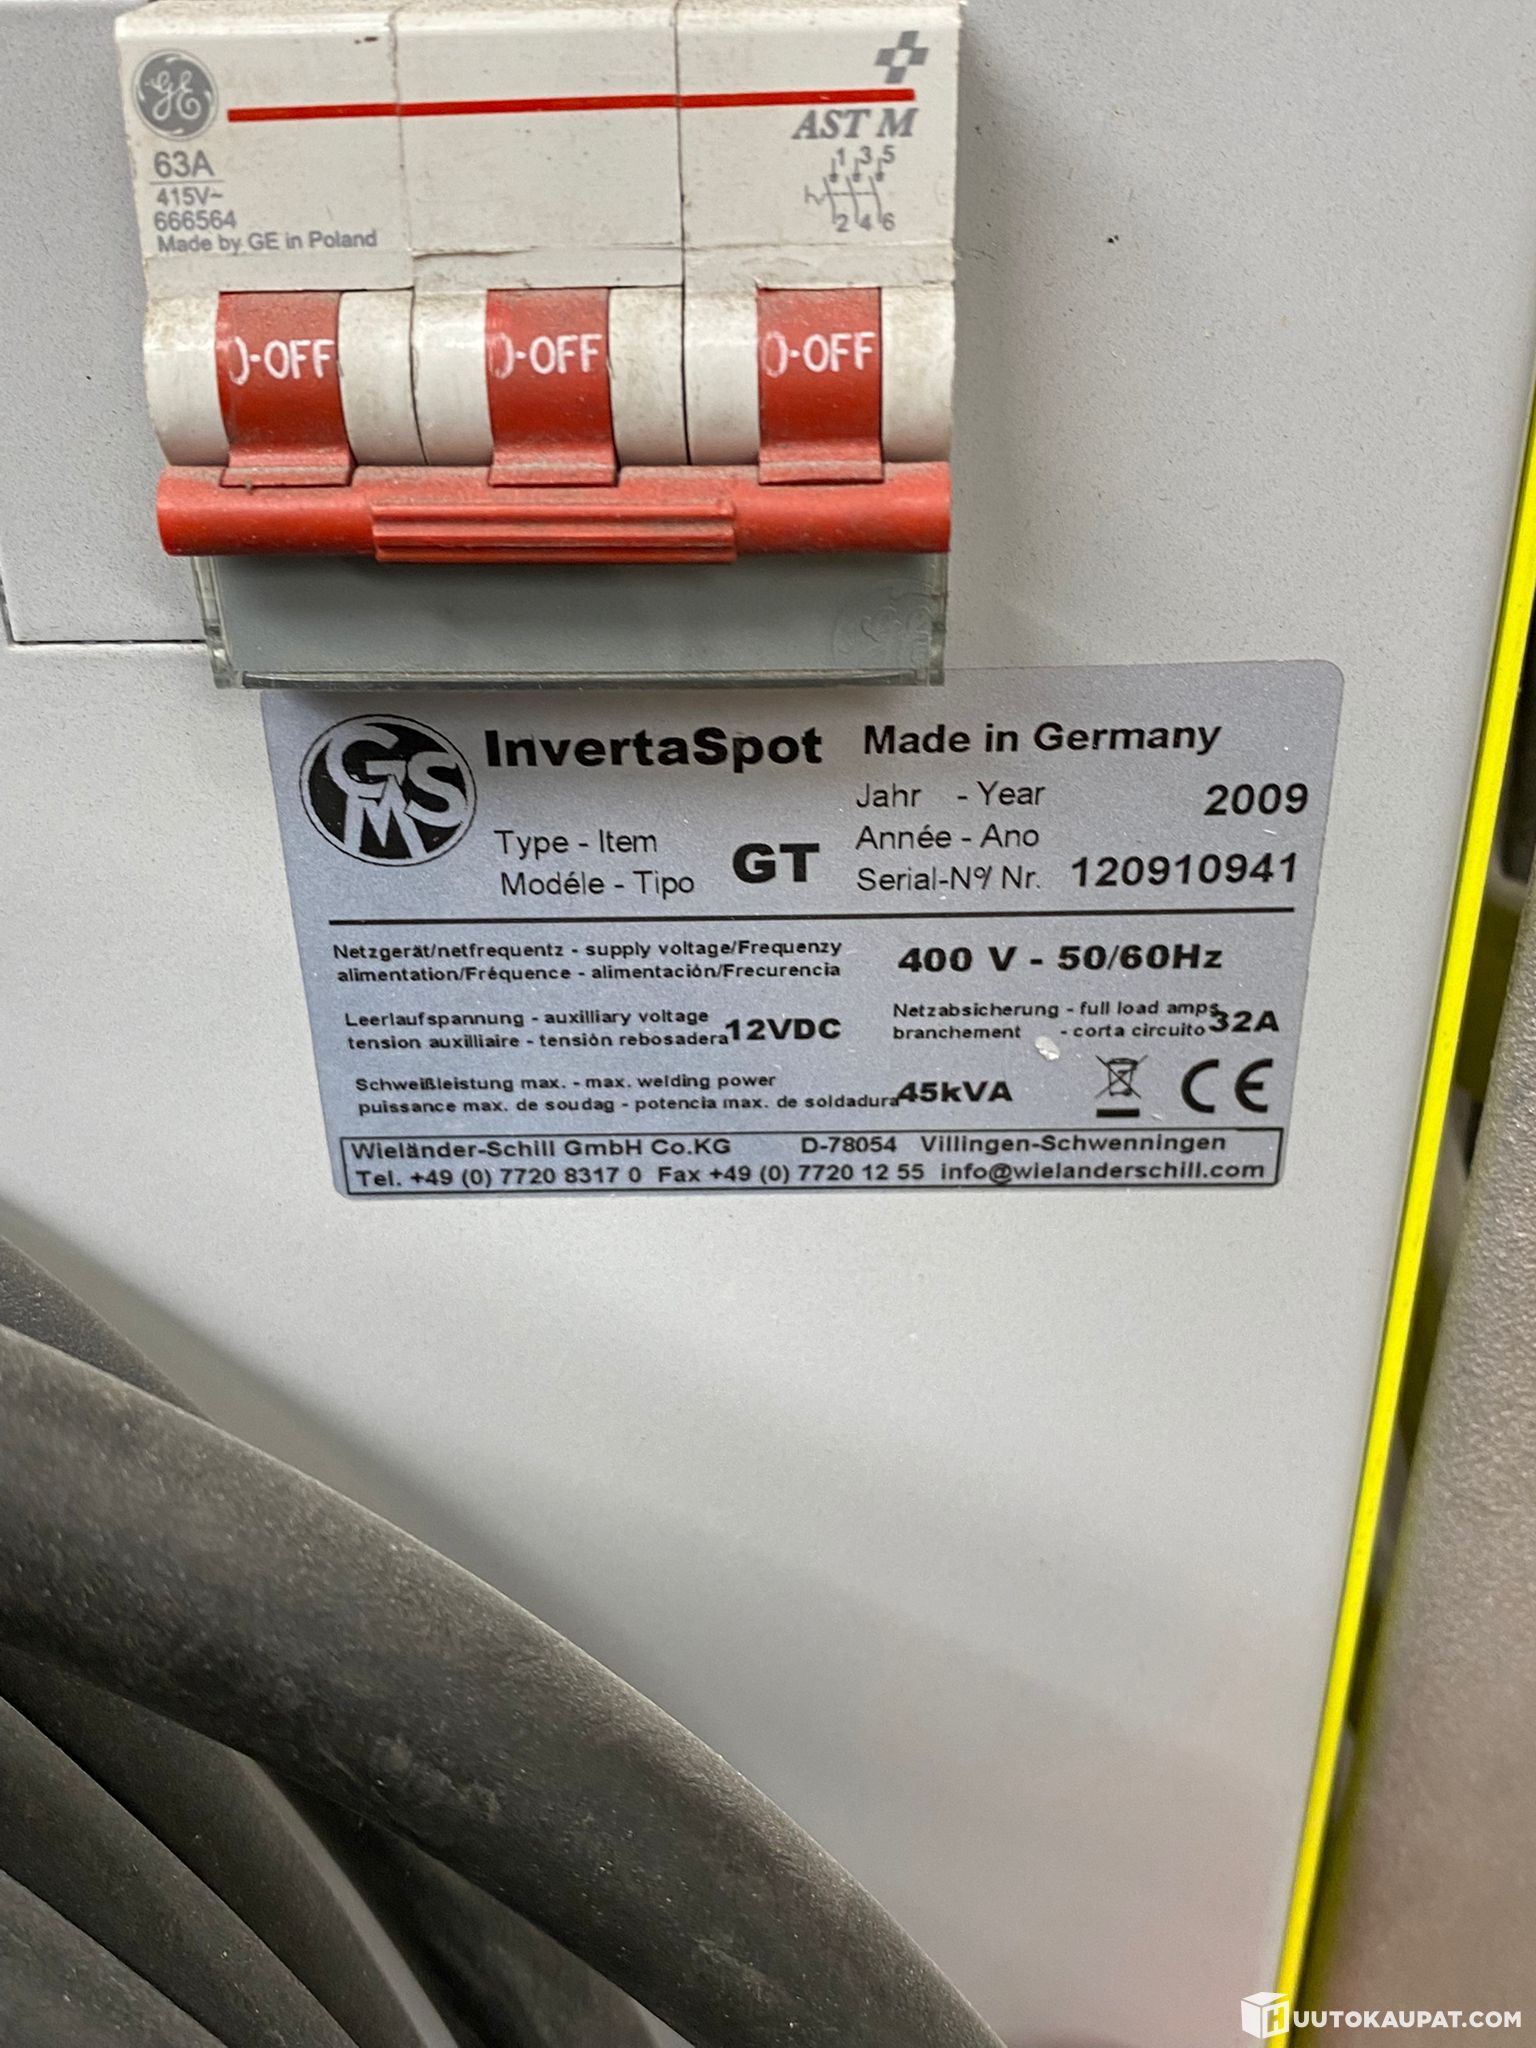 GE
AST M
63A
415V~
666564
Made by GE in Poland
1 3 5
2 4 6
0-OFF 0-OFF 0-OFF
GMS
InvertaSpot Made in Germany
Jahr - Year 2009
Type - Item Année - Ano
Modéle - Tipo GT Serial-Nº/ Nr. 120910941
Netzgerät/netfrequentz - supply voltage/Frequenzy 400 V - 50/60Hz
alimentation/Fréquence - alimentación/Frecurencia
Leerlaufspannung - auxilliary voltage 12VDC Netzabsicherung - full load amps 32A
tension auxilliaire - tensión rebosadera branchement - corta circuito
Schweißleistung max. - max. welding power 45kVA CE
puissance max. de soudag - potencia max. de soldadura
Wieländer-Schill GmbH Co.KG D-78054 Villingen-Schwenningen
Tel. +49 (0) 7720 8317 0 Fax +49 (0) 7720 12 55 info@wielanderschill.com
HUUTOKAUPAT.COM